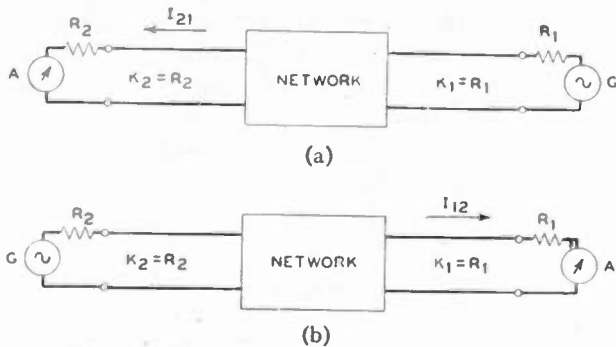 I21
R2
R1
A
K2 = R2
NETWORK
K1 = R1
G
(a)
I12
R2
R1
G
K2 = R2
NETWORK
K1 = R1
A
(b)